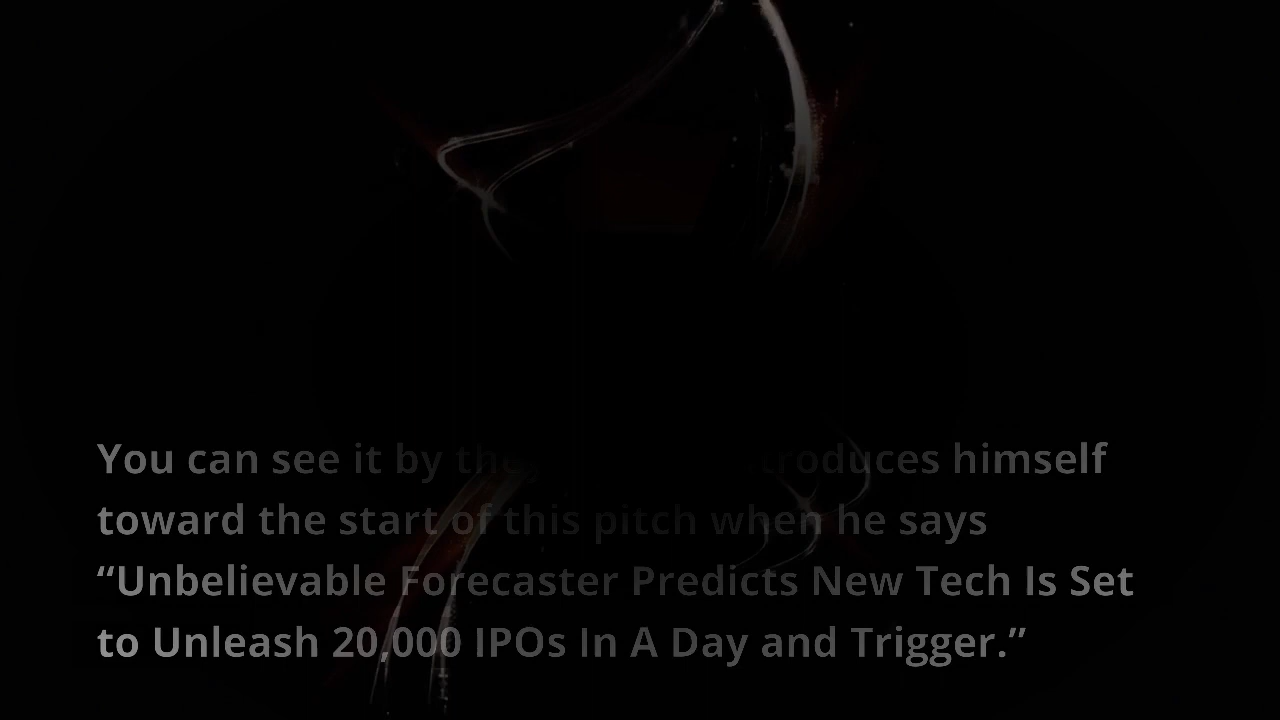 You can see it by the troduces himself
toward the start of this pitch when he says
“Unbelievable Forecaster Predicts New Tech Is Set
to Unleash 20,000 IPOs In A Day and Trigger.”